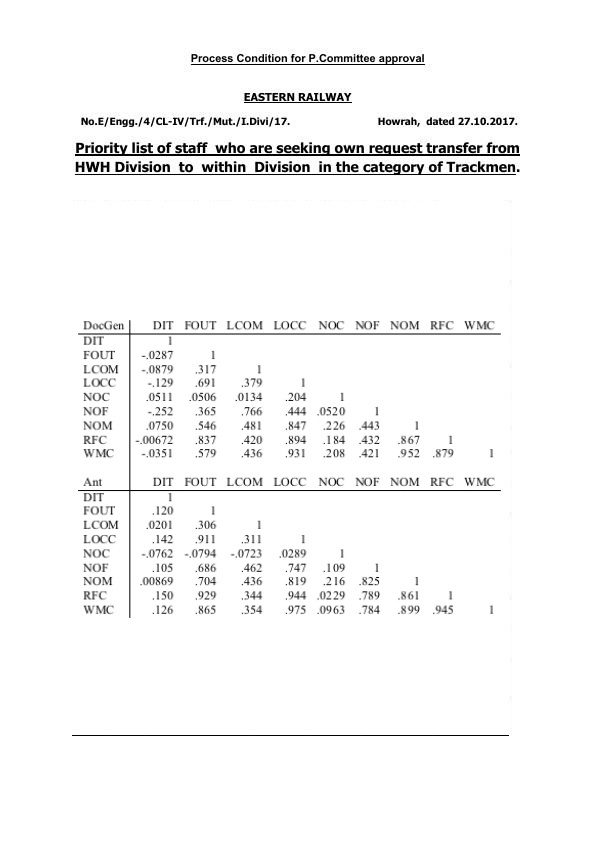 Process Condition for P.Committee approval
EASTERN RAILWAY
No.E/Engg./4/CL-IV/Trf./Mut./I.Divi/17. Howrah, dated 27.10.2017.
Priority list of staff who are seeking own request transfer from
HWH Division to within Division in the category of Trackmen.
DocGen DIT FOUT LCOM LOCC NOC NOF NOM RFC WMC
DIT 1
FOUT -.0287 1
LCOM -.0879 .317 1
LOCC -.129 .691 .379 1
NOC .0511 .0506 .0134 .204 1
NOF -.252 .365 .766 .444 .0520 1
NOM .0750 .546 .481 .847 .226 .443 1
RFC -.00672 .837 .420 .894 .184 .432 .867 1
WMC -.0351 .579 .436 .931 .208 .421 .952 .879 1
Ant DIT FOUT LCOM LOCC NOC NOF NOM RFC WMC
DIT 1
FOUT .120 1
LCOM .0201 .306 1
LOCC .142 .911 .311 1
NOC -.0762 -.0794 -.0723 .0289 1
NOF .105 .686 .462 .747 .109 1
NOM .00869 .704 .436 .819 .216 .825 1
RFC .150 .929 .344 .944 .0229 .789 .861 1
WMC .126 .865 .354 .975 .0963 .784 .899 .945 1